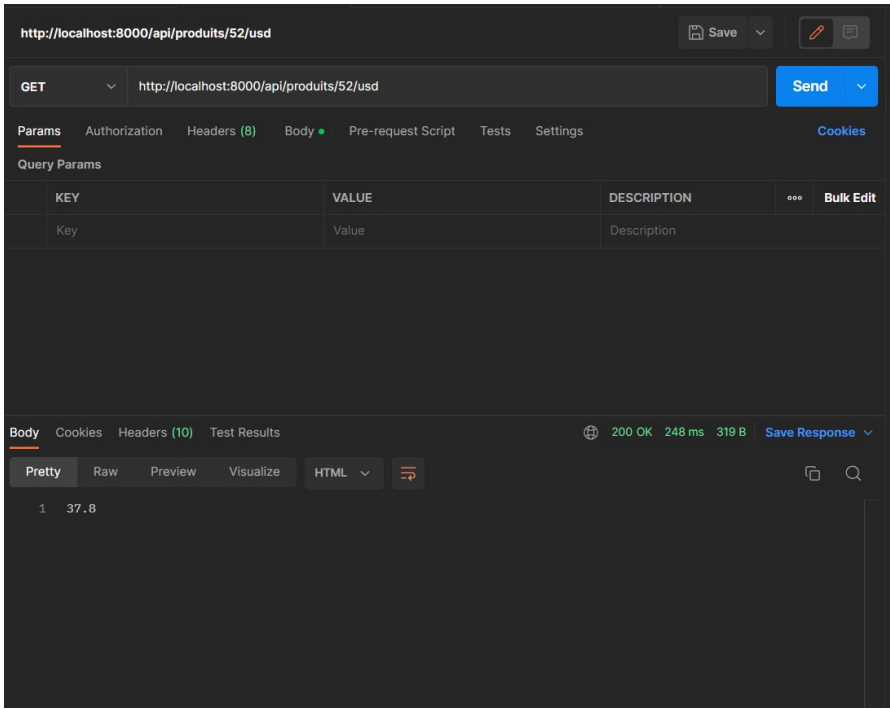 http://localhost:8000/api/produits/52/usd Save
GET http://localhost:8000/api/produits/52/usd Send
Params Authorization Headers (8) Body Pre-request Script Tests Settings Cookies
Query Params
KEY VALUE DESCRIPTION ooo Bulk Edit
Key Value Description
Body Cookies Headers (10) Test Results 200 OK 248 ms 319 B Save Response
Pretty Raw Preview Visualize HTML
1 37.8